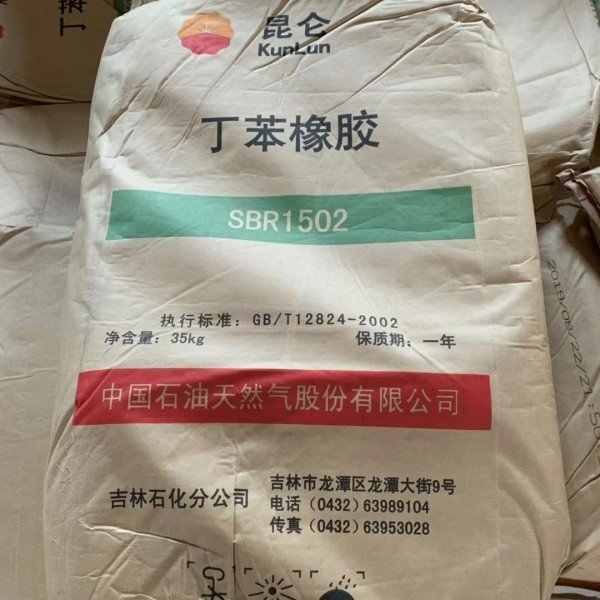 昆仑
KunLun
丁苯橡胶
SBR1502
执行标准：GB/T12824-2002
净含量：35kg 保质期：一年
中国石油天然气股份有限公司
吉林石化分公司
吉林市龙潭区龙潭大街9号
电话（0432）63989104
传真（0432）63953028